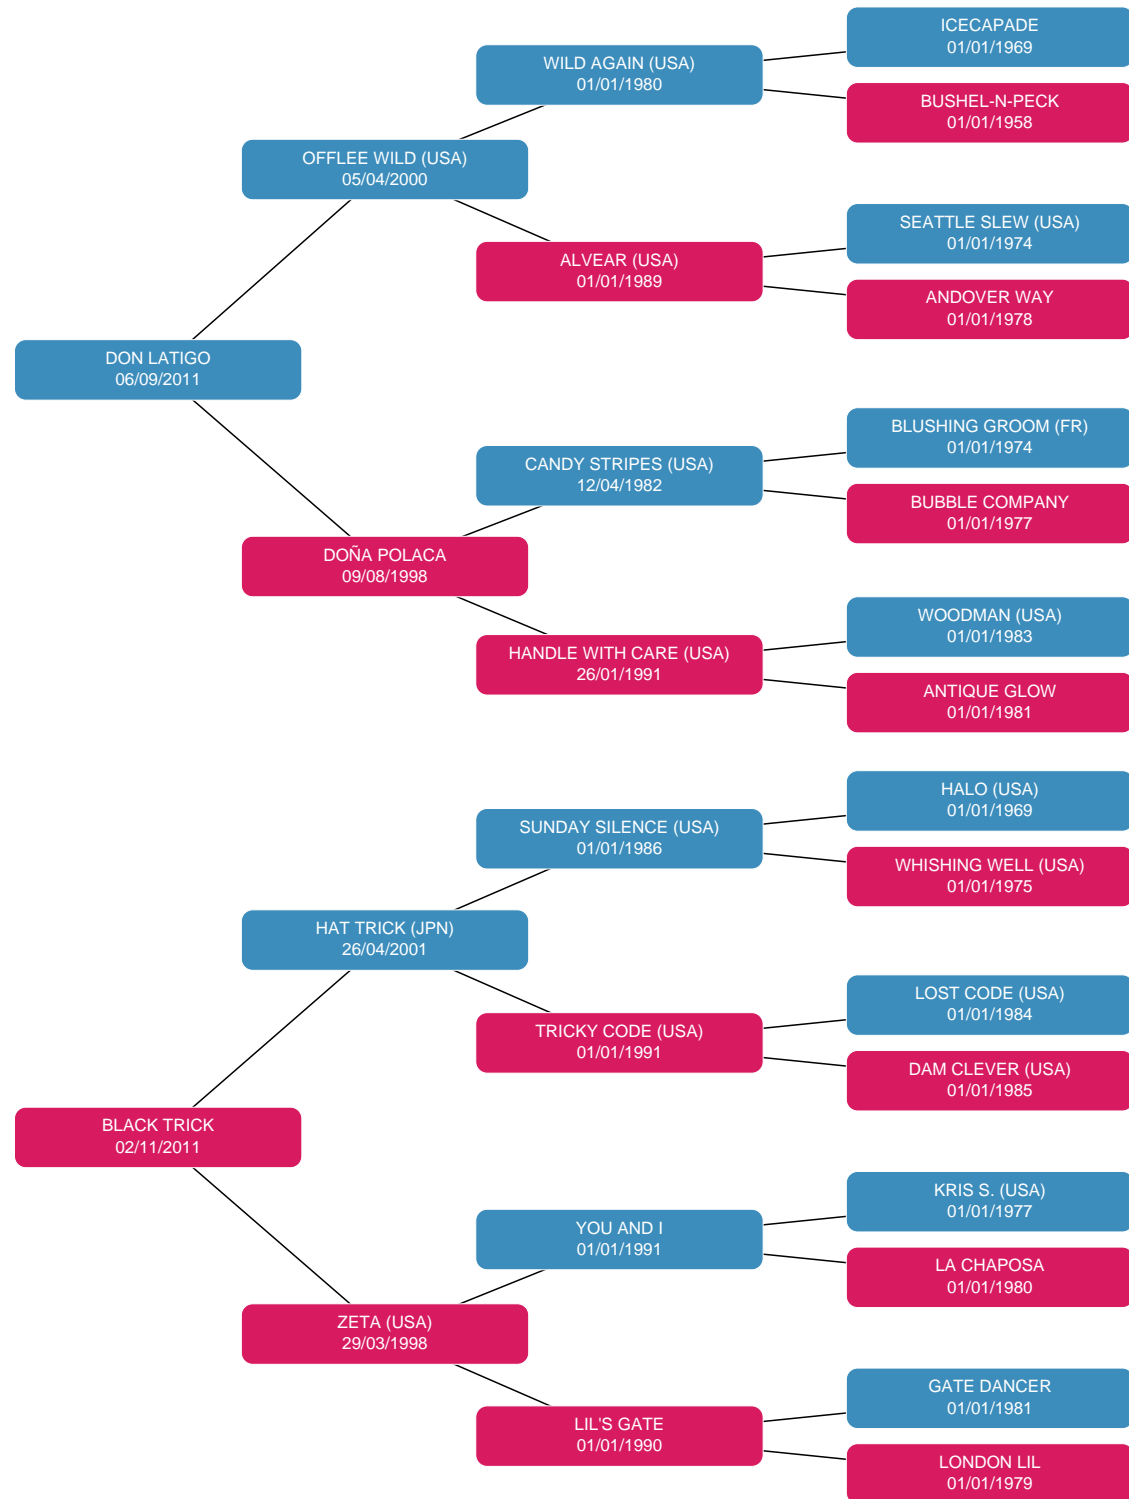 ICECAPADE
01/01/1969
WILD AGAIN (USA)
01/01/1980
BUSHEL-N-PECK
01/01/1958
OFFLEE WILD (USA)
05/04/2000
SEATTLE SLEW (USA)
01/01/1974
ALVEAR (USA)
01/01/1989
ANDOVER WAY
01/01/1978
DON LATIGO
06/09/2011
BLUSHING GROOM (FR)
01/01/1974
CANDY STRIPES (USA)
12/04/1982
BUBBLE COMPANY
01/01/1977
DOÑA POLACA
09/08/1998
WOODMAN (USA)
01/01/1983
HANDLE WITH CARE (USA)
26/01/1991
ANTIQUE GLOW
01/01/1981
HALO (USA)
01/01/1969
SUNDAY SILENCE (USA)
01/01/1986
WHISHING WELL (USA)
01/01/1975
HAT TRICK (JPN)
26/04/2001
LOST CODE (USA)
01/01/1984
TRICKY CODE (USA)
01/01/1991
DAM CLEVER (USA)
01/01/1985
BLACK TRICK
02/11/2011
KRIS S. (USA)
01/01/1977
YOU AND I
01/01/1991
LA CHAPOSA
01/01/1980
ZETA (USA)
29/03/1998
GATE DANCER
01/01/1981
LIL'S GATE
01/01/1990
LONDON LIL
01/01/1979